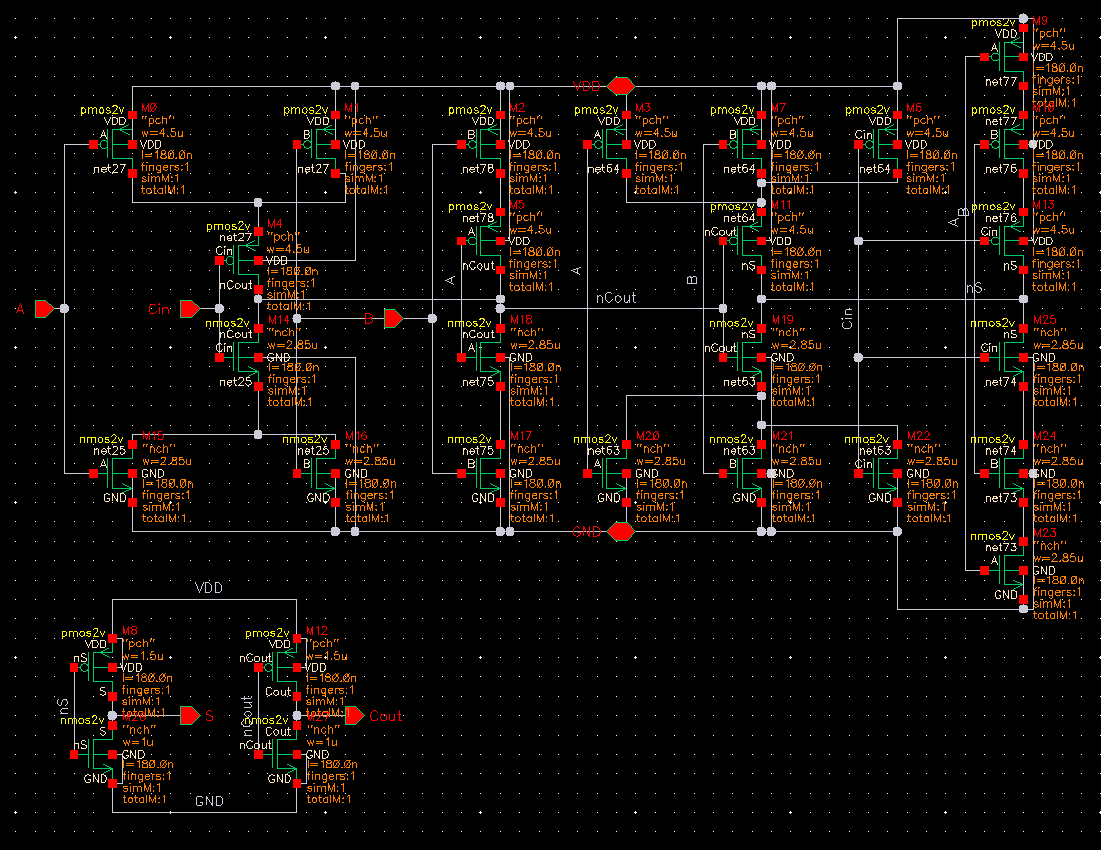 M0
pmos2v
"pch"
VDD
w=4.5u
A
VDD
l=180.0n
fingers:1
net27
simM:1
totalM:1
M1
pmos2v
"pch"
VDD
w=4.5u
B
VDD
l=180.0n
fingers:1
net27
simM:1
totalM:1
M2
pmos2v
"pch"
VDD
w=4.5u
B
VDD
l=180.0n
fingers:1
net78
simM:1
totalM:1
VDD
M3
pmos2v
"pch"
VDD
w=4.5u
A
VDD
l=180.0n
fingers:1
net64
simM:1
totalM:1
M7
pmos2v
"pch"
VDD
w=4.5u
B
VDD
l=180.0n
fingers:1
net64
simM:1
totalM:1
M6
pmos2v
"pch"
VDD
w=4.5u
Cin
VDD
l=180.0n
fingers:1
net64
simM:1
totalM:1
M9
pmos2v
"pch"
VDD
w=4.5u
A
VDD
l=180.0n
fingers:1
net77
simM:1
totalM:1
pmos2v
net77
"pch"
w=4.5u
B
VDD
l=180.0n
fingers:1
net76
simM:1
totalM:1
M4
pmos2v
"pch"
net27
w=4.5u
Cin
VDD
l=180.0n
fingers:1
nCout
simM:1
totalM:1
M5
pmos2v
"pch"
net78
w=4.5u
A
VDD
l=180.0n
fingers:1
nCout
simM:1
totalM:1
M11
pmos2v
"pch"
net64
w=4.5u
nCout
VDD
l=180.0n
fingers:1
nS
simM:1
totalM:1
M13
pmos2v
"pch"
net76
w=4.5u
Cin
VDD
l=180.0n
fingers:1
nS
simM:1
totalM:1
A
B
A
A
B
nS
nCout
Cin
A
Cin
B
M14
nmos2v
"nch"
nCout
w=2.85u
Cin
GND
l=180.0n
fingers:1
net25
simM:1
totalM:1
M18
nmos2v
"nch"
nCout
w=2.85u
A
GND
l=180.0n
fingers:1
net75
simM:1
totalM:1
M19
nmos2v
"nch"
nS
w=2.85u
nCout
GND
l=180.0n
fingers:1
net63
simM:1
totalM:1
M25
nmos2v
"nch"
nS
w=2.85u
Cin
GND
l=180.0n
fingers:1
net74
simM:1
totalM:1
M15
nmos2v
"nch"
net25
w=2.85u
A
GND
l=180.0n
fingers:1
GND
simM:1
totalM:1
M16
nmos2v
"nch"
net25
w=2.85u
B
GND
l=180.0n
fingers:1
GND
simM:1
totalM:1
M17
nmos2v
"nch"
net75
w=2.85u
B
GND
l=180.0n
fingers:1
GND
simM:1
totalM:1
M20
nmos2v
"nch"
net63
w=2.85u
A
GND
l=180.0n
fingers:1
GND
simM:1
totalM:1
GND
M21
nmos2v
"nch"
net63
w=2.85u
B
GND
l=180.0n
fingers:1
GND
simM:1
totalM:1
M22
nmos2v
"nch"
net63
w=2.85u
Cin
GND
l=180.0n
fingers:1
GND
simM:1
totalM:1
M24
nmos2v
"nch"
net74
w=2.85u
B
GND
l=180.0n
fingers:1
net73
simM:1
totalM:1
M23
nmos2v
"nch"
net73
w=2.85u
A
GND
l=180.0n
fingers:1
GND
simM:1
totalM:1
VDD
M8
pmos2v
"pch"
VDD
w=1.5u
nS
VDD
l=180.0n
fingers:1
S
simM:1
totalM:1
M12
pmos2v
"pch"
VDD
w=1.5u
nCout
VDD
l=180.0n
fingers:1
Cout
simM:1
totalM:1
nS
S
nCout
Cout
nmos2v
"nch"
S
w=1u
nS
GND
l=180.0n
fingers:1
GND
simM:1
totalM:1
nmos2v
"nch"
Cout
w=1u
nCout
GND
l=180.0n
fingers:1
GND
simM:1
totalM:1
GND